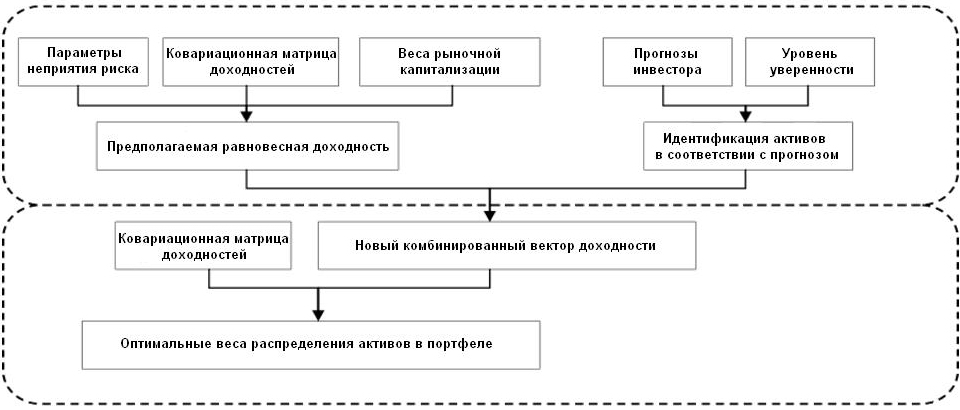 Параметры
неприятия риска
Ковариационная матрица
доходностей
Веса рыночной
капитализации
Прогнозы
инвестора
Уровень
уверенности
Предполагаемая равновесная доходность
Идентификация активов
в соответствии с прогнозом
Ковариационная матрица
доходностей
Новый комбинированный вектор доходности
Оптимальные веса распределения активов в портфеле